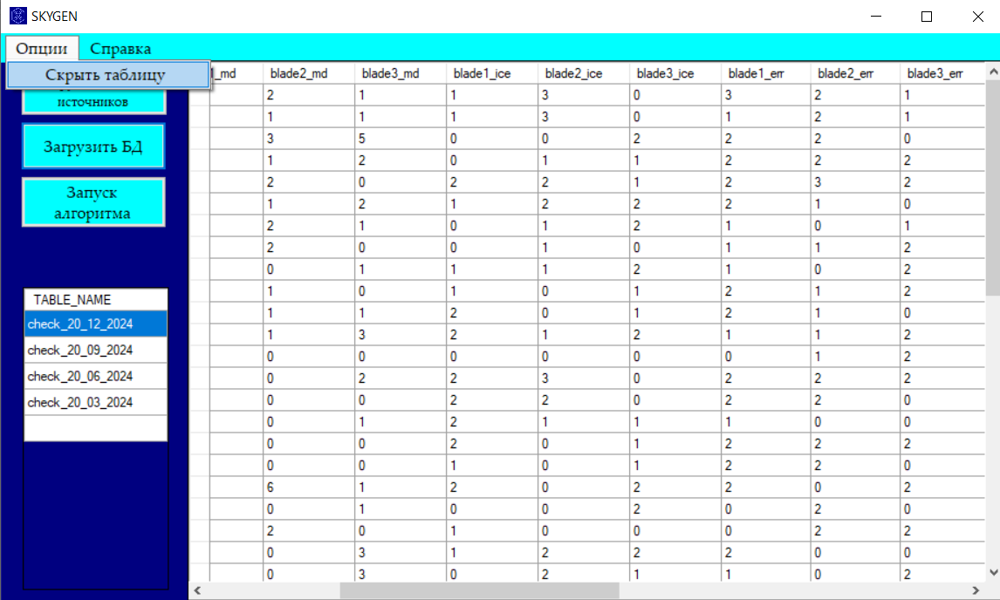 SKYGEN
Опции Справка
Скрыть таблицу
источников
Загрузить БД
Запуск
алгоритма
TABLE_NAME
check_20_12_2024
check_20_09_2024
check_20_06_2024
check_20_03_2024
_md blade2_md blade3_md blade1_ice blade2_ice blade3_ice blade1_err blade2_err blade3_err
2 1 1 3 0 3 2 1
1 1 1 3 0 1 2 1
3 5 0 0 2 2 2 0
1 2 0 1 1 2 2 2
2 0 2 2 1 2 3 2
1 2 1 2 2 2 1 0
2 1 0 1 2 1 0 1
2 0 0 1 0 1 1 2
0 1 1 1 2 1 0 2
1 0 1 0 1 2 1 2
1 1 2 0 1 2 1 0
1 3 2 1 2 1 1 2
0 0 0 0 0 0 1 2
0 2 2 3 0 2 2 2
0 0 2 2 0 2 2 0
0 1 2 1 1 1 0 0
0 0 2 0 1 2 2 2
0 0 1 0 1 2 2 0
6 1 2 0 2 2 0 2
0 1 0 0 2 0 2 0
2 0 1 0 0 0 2 2
0 3 1 2 2 2 0 0
0 3 0 2 1 1 0 2